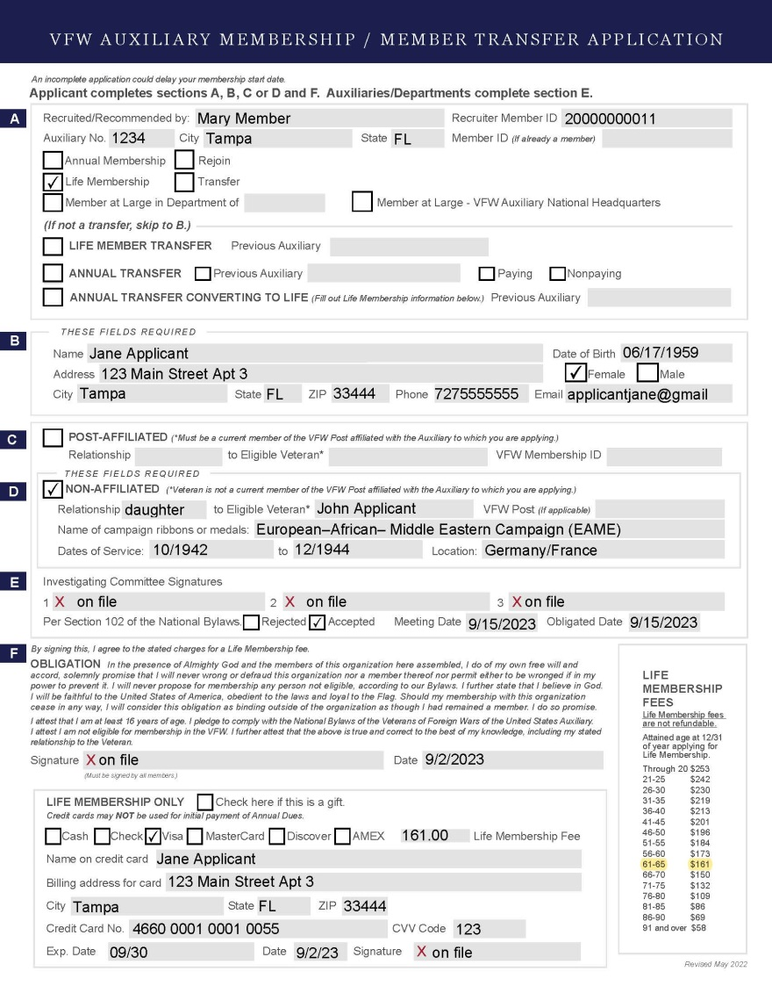 VFW AUXILIARY MEMBERSHIP / MEMBER TRANSFER APPLICATION
An incomplete application could delay your membership start date.
Applicant completes sections A, B, C or D and F. Auxiliaries/Departments complete section E.
A
Recruited/Recommended by: Mary Member Recruiter Member ID 20000000011
Auxiliary No. 1234 City Tampa State FL Member ID (if already a member)
Annual Membership Rejoin
✓ Life Membership Transfer
Member at Large in Department of Member at Large - VFW Auxiliary National Headquarters
(If not a transfer, skip to B.)
LIFE MEMBER TRANSFER Previous Auxiliary
ANNUAL TRANSFER Previous Auxiliary Paying Nonpaying
ANNUAL TRANSFER CONVERTING TO LIFE (Fill out Life Membership information below.) Previous Auxiliary
B
THESE FIELDS REQUIRED
Name Jane Applicant Date of Birth 06/17/1959
Address 123 Main Street Apt 3 ✓ Female Male
City Tampa State FL ZIP 33444 Phone 7275555555 Email applicantjane@gmail
C
POST-AFFILIATED (*Must be a current member of the VFW Post affiliated with the Auxiliary to which you are applying.)
Relationship to Eligible Veteran* VFW Membership ID
THESE FIELDS REQUIRED
D
✓ NON-AFFILIATED (*Veteran is not a current member of the VFW Post affiliated with the Auxiliary to which you are applying.)
Relationship daughter to Eligible Veteran* John Applicant VFW Post (if applicable)
Name of campaign ribbons or medals: European–African– Middle Eastern Campaign (EAME)
Dates of Service: 10/1942 to 12/1944 Location: Germany/France
E
Investigating Committee Signatures
1 X on file 2 X on file 3 X on file
Per Section 102 of the National Bylaws. Rejected ✓ Accepted Meeting Date 9/15/2023 Obligated Date 9/15/2023
F
By signing this, I agree to the stated charges for a Life Membership fee.
OBLIGATION In the presence of Almighty God and the members of this organization here assembled, I do of my own free will and
accord, solemnly promise that I will never wrong or defraud this organization nor a member thereof nor permit either to be wronged if in my
power to prevent it. I will never propose for membership any person not eligible, according to our Bylaws. I further state that I believe in God.
I will be faithful to the United States of America, obedient to the laws and loyal to the Flag. Should my membership with this organization
cease in any way, I will consider this obligation as binding outside of the organization as though I had remained a member. I do so promise.
I attest that I am at least 16 years of age. I pledge to comply with the National Bylaws of the Veterans of Foreign Wars of the United States Auxiliary.
I attest I am not eligible for membership in the VFW. I further attest that the above is true and correct to the best of my knowledge, including my stated
relationship to the Veteran.
Signature X on file Date 9/2/2023
(Must be signed by all members.)
LIFE MEMBERSHIP ONLY Check here if this is a gift.
Credit cards may NOT be used for initial payment of Annual Dues.
Cash Check ✓ Visa MasterCard Discover AMEX 161.00 Life Membership Fee
Name on credit card Jane Applicant
Billing address for card 123 Main Street Apt 3
City Tampa State FL ZIP 33444
Credit Card No. 4660 0001 0001 0055 CVV Code 123
Exp. Date 09/30 Date 9/2/23 Signature X on file
LIFE
MEMBERSHIP
FEES
Life Membership fees
are not refundable.
Attained age at 12/31
of year applying for
Life Membership.
Through 20 $253
21-25 $242
26-30 $230
31-35 $219
36-40 $213
41-45 $201
46-50 $196
51-55 $184
56-60 $173
61-65 $161
66-70 $150
71-75 $132
76-80 $109
81-85 $86
86-90 $69
91 and over $58
Revised May 2022